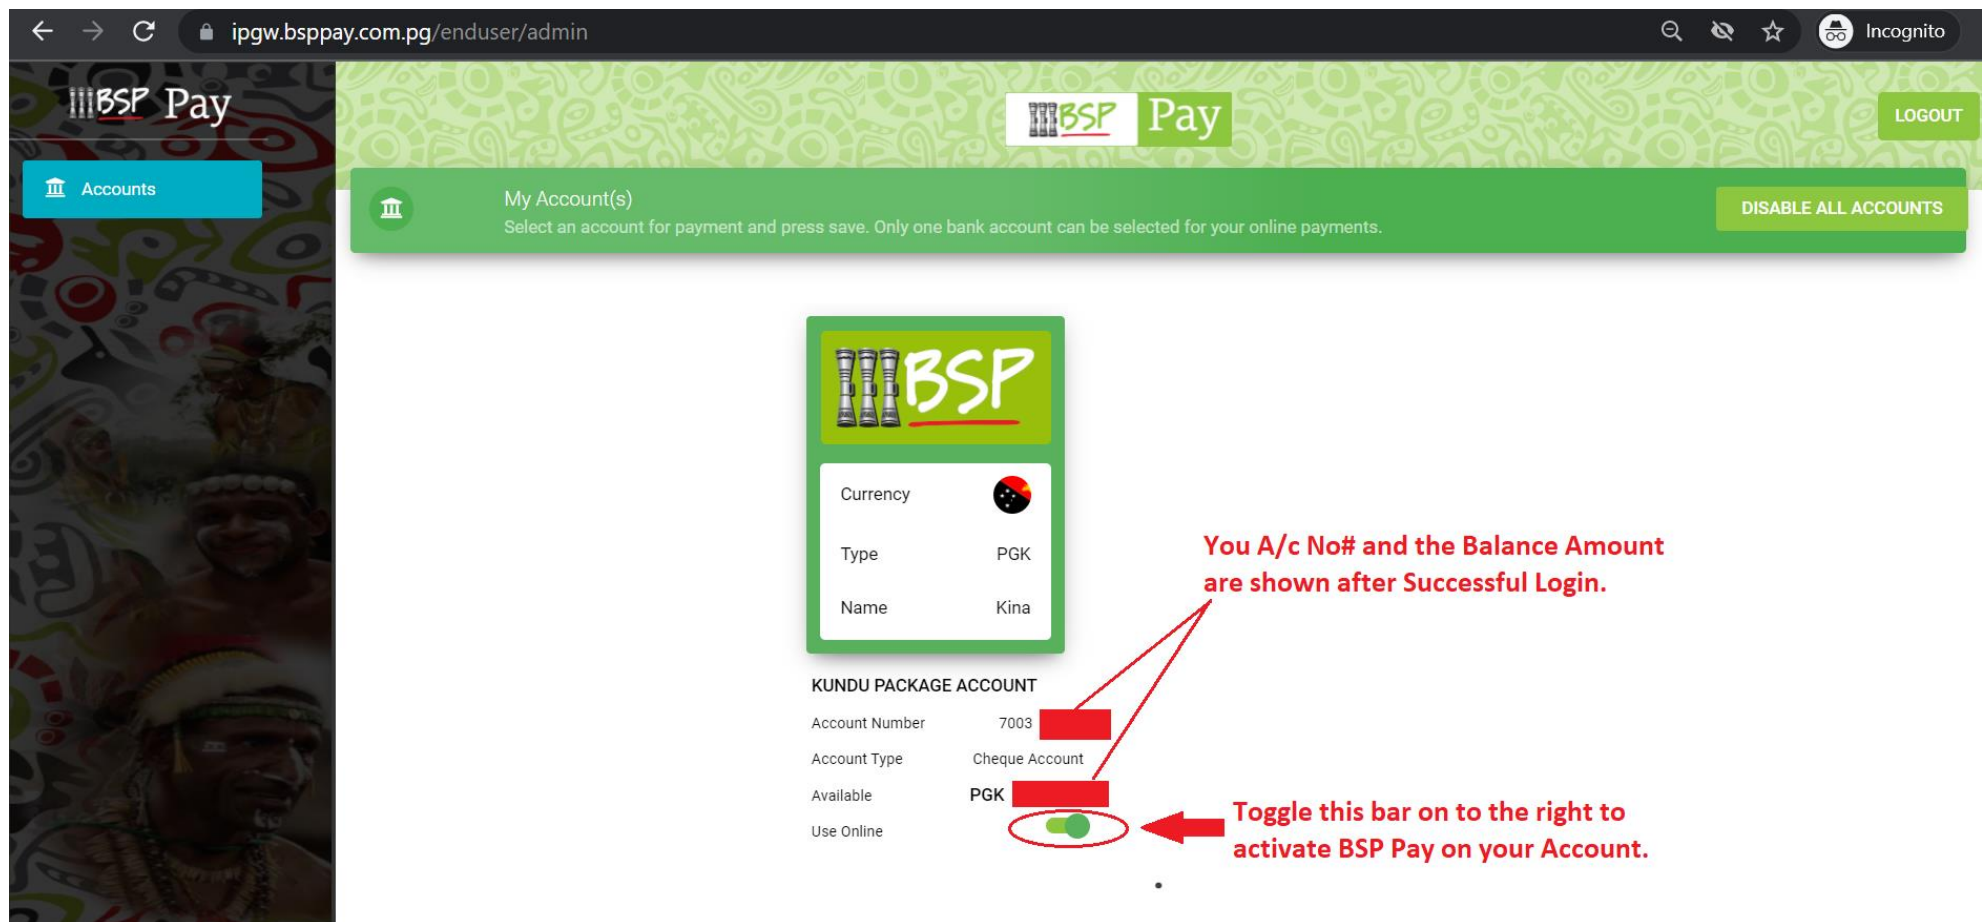 ipgw.bsppay.com.pg/enduser/admin
Incognito
BSP Pay
BSP Pay
LOGOUT
Accounts
My Account(s)
Select an account for payment and press save. Only one bank account can be selected for your online payments.
DISABLE ALL ACCOUNTS
BSP
Currency
Type PGK
Name Kina
You A/c No# and the Balance Amount
are shown after Successful Login.
KUNDU PACKAGE ACCOUNT
Account Number 7003
Account Type Cheque Account
Available PGK
Use Online
Toggle this bar on to the right to
activate BSP Pay on your Account.